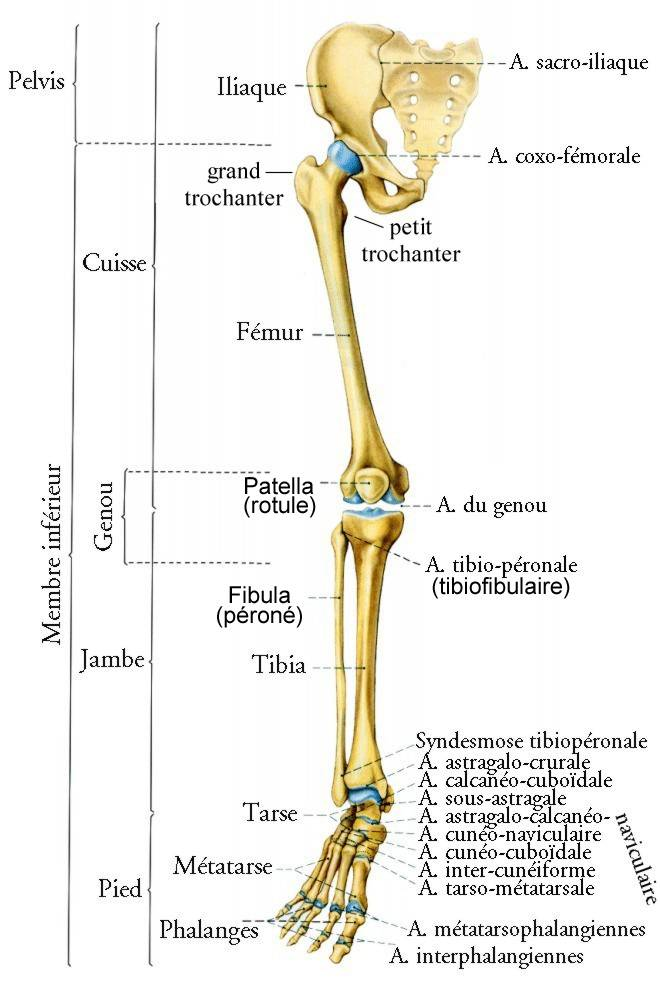 Pelvis
Iliaque
A. sacro-iliaque
A. coxo-fémorale
grand
trochanter
petit
trochanter
Cuisse
Fémur
Membre inférieur
Genou
Patella
(rotule)
A. du genou
A. tibio-péronale
(tibiofibulaire)
Fibula
(péroné)
Jambe
Tibia
Syndesmose tibiopéronale
A. astragalo-crurale
A. calcanéo-cuboïdale
A. sous-astragale
A. astragalo-calcanéo-naviculaire
A. cunéo-naviculaire
A. cunéo-cuboïdale
A. inter-cunéiforme
A. tarso-métatarsale
Tarse
Métatarse
Pied
Phalanges
A. métatarsophalangiennes
A. interphalangiennes